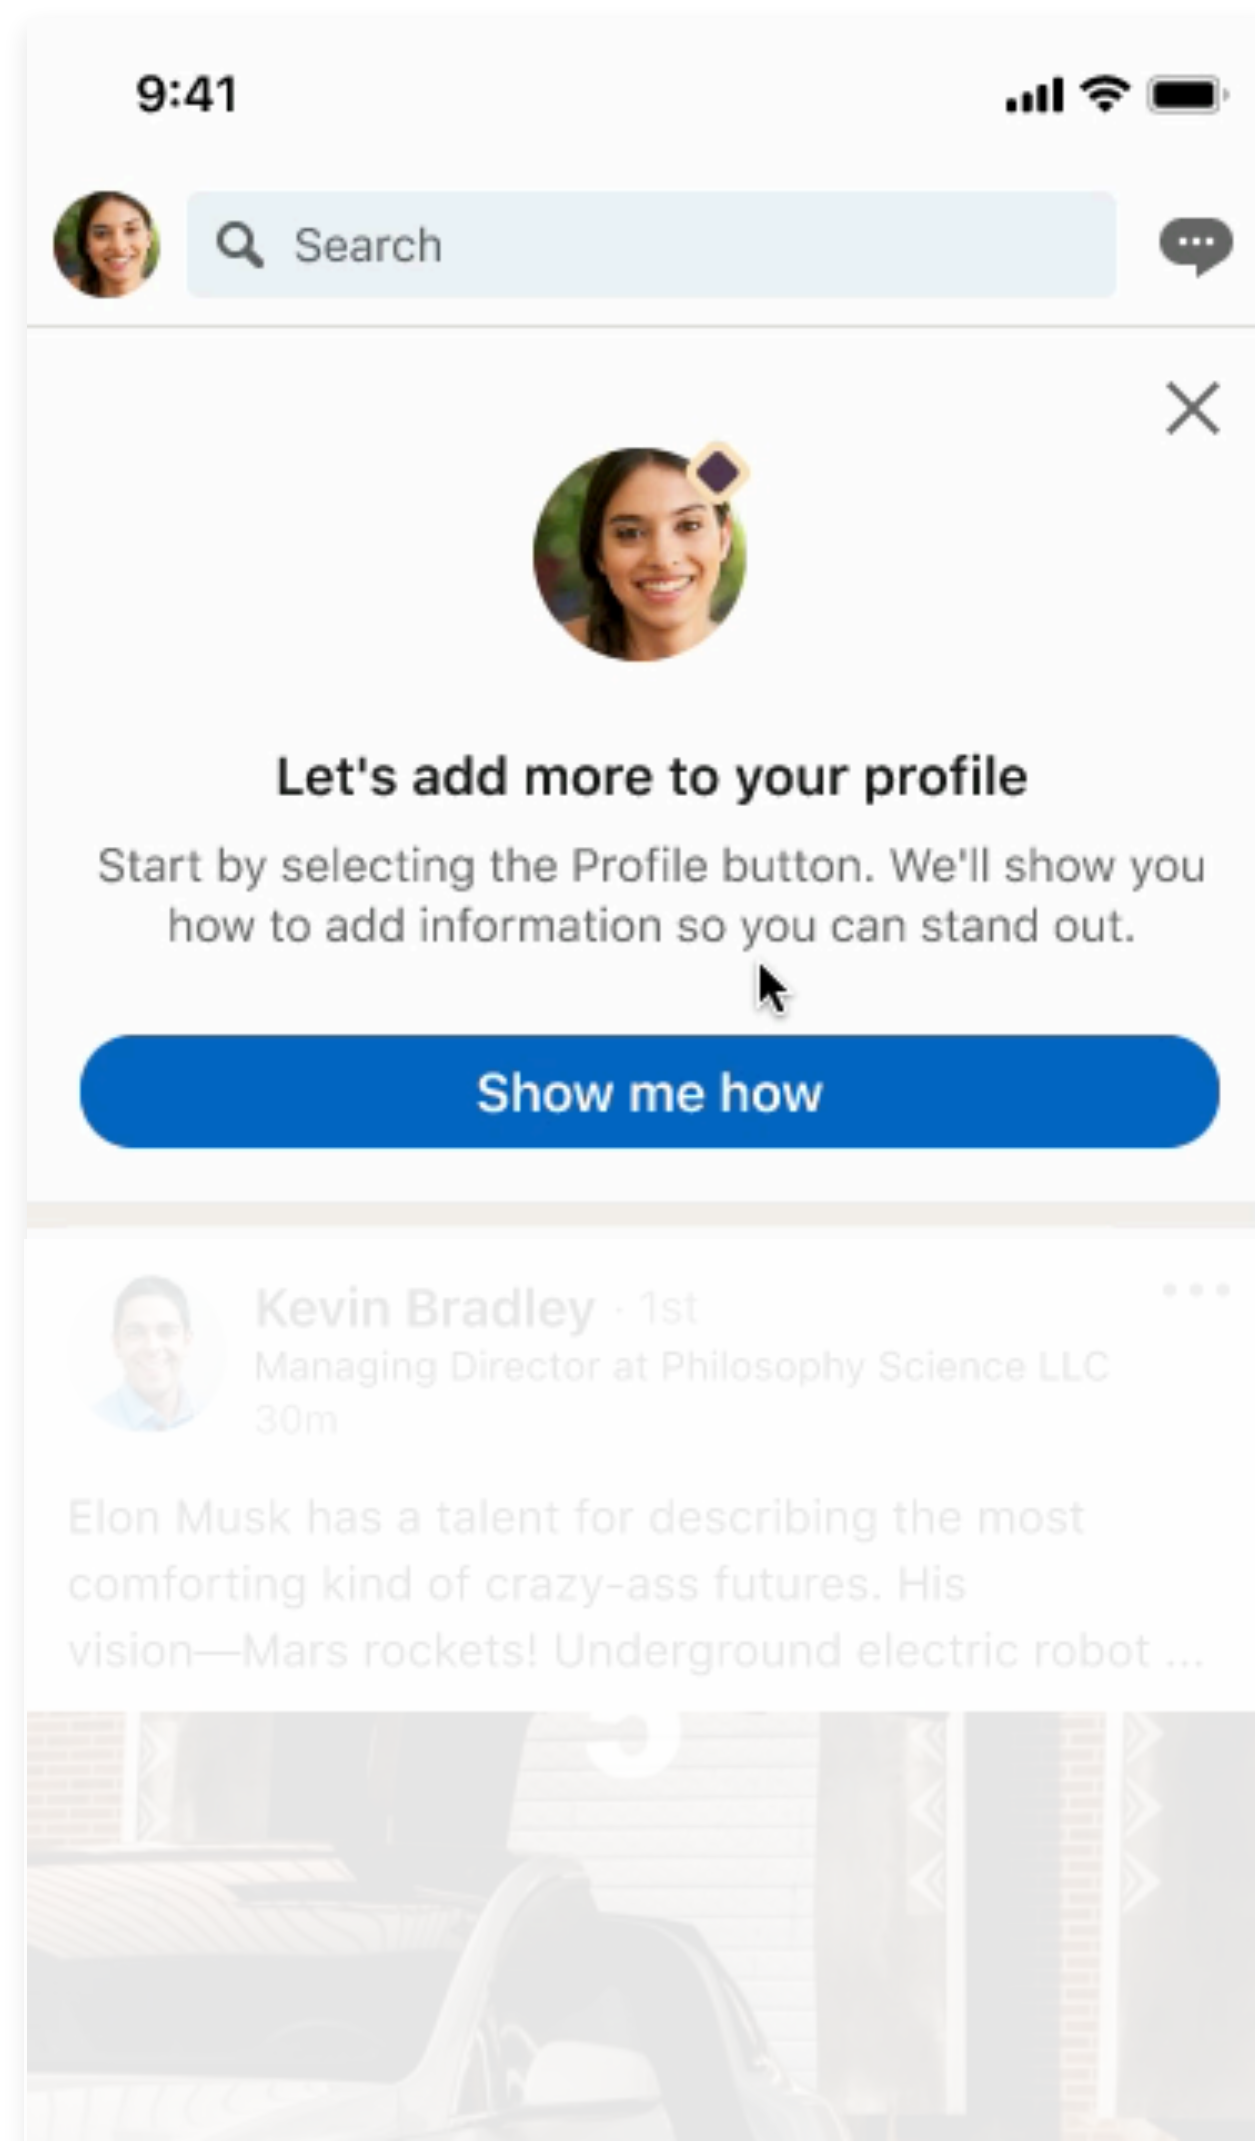 9:41
Search
Let's add more to your profile
Start by selecting the Profile button. We'll show you
how to add information so you can stand out.
Show me how
Kevin Bradley · 1st
Managing Director at Philosophy Science LLC
30m
Elon Musk has a talent for describing the most
comforting kind of crazy-ass futures. His
vision—Mars rockets! Underground electric robot ...
5